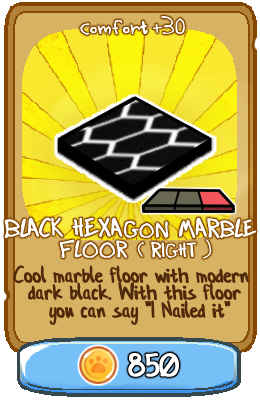 comfort +30
BLACK HEXAGON MARBLE
FLOOR ( RIGHT )
Cool marble floor with modern
dark black. With this floor
you can say "I Nailed it"
850